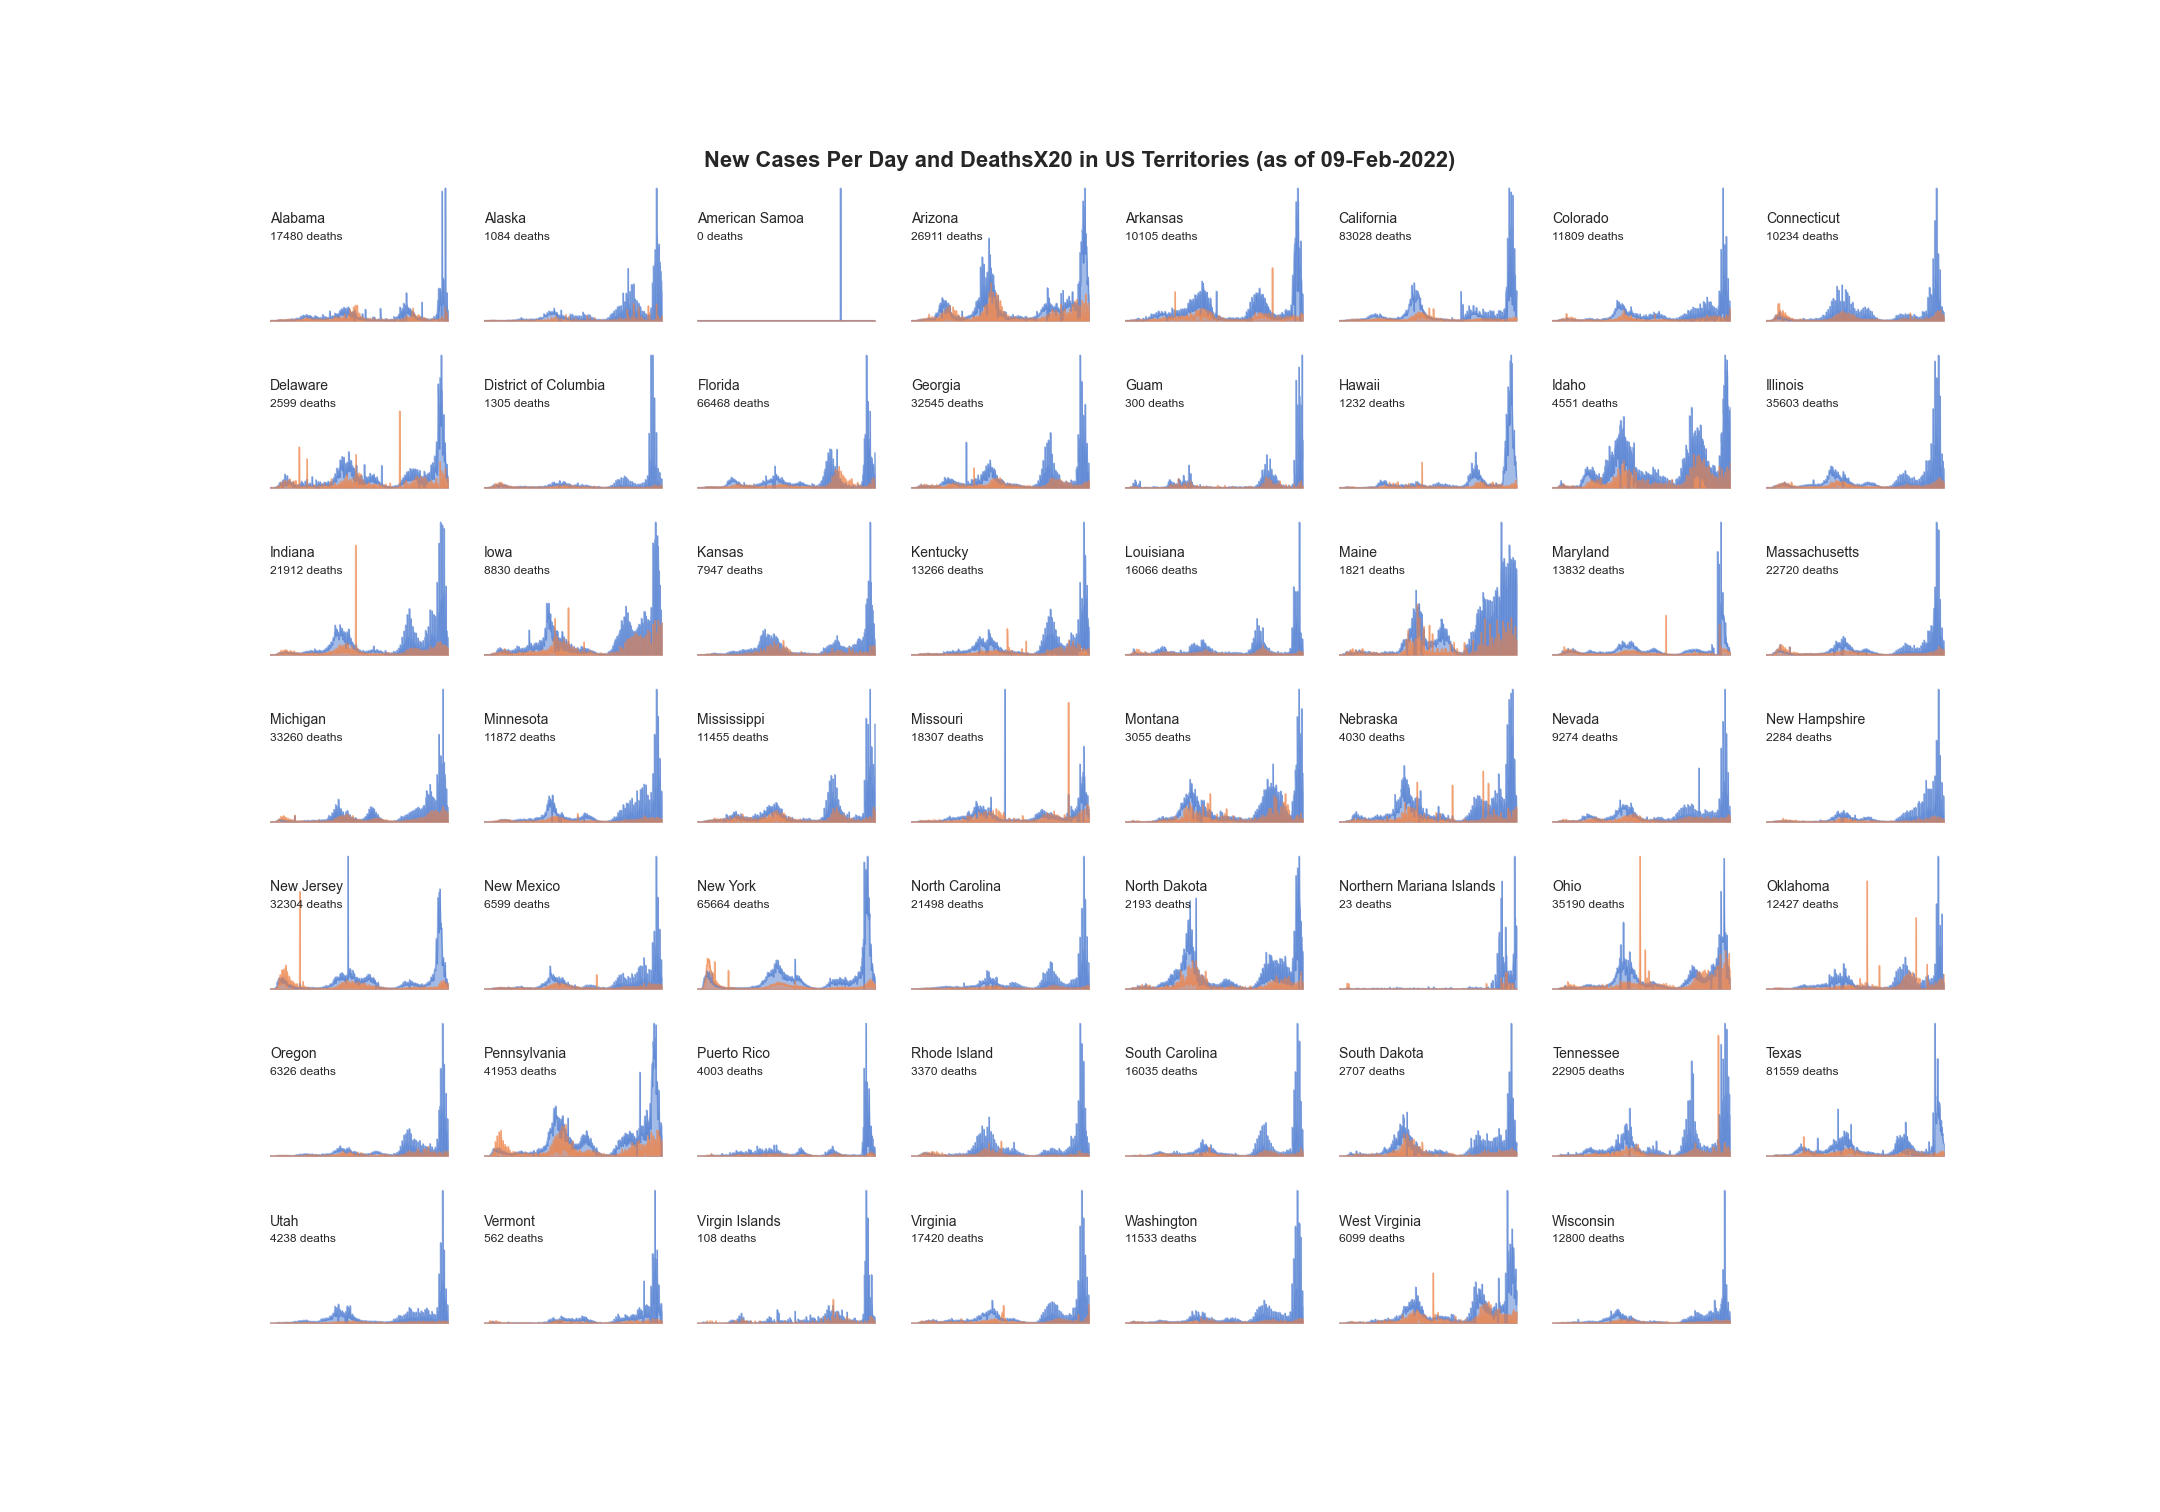 New Cases Per Day and DeathsX20 in US Territories (as of 09-Feb-2022)
Alabama
17480 deaths
Alaska
1084 deaths
American Samoa
0 deaths
Arizona
26911 deaths
Arkansas
10105 deaths
California
83028 deaths
Colorado
11809 deaths
Connecticut
10234 deaths
Delaware
2599 deaths
District of Columbia
1305 deaths
Florida
66468 deaths
Georgia
32545 deaths
Guam
300 deaths
Hawaii
1232 deaths
Idaho
4551 deaths
Illinois
35603 deaths
Indiana
21912 deaths
Iowa
8830 deaths
Kansas
7947 deaths
Kentucky
13266 deaths
Louisiana
16066 deaths
Maine
1821 deaths
Maryland
13832 deaths
Massachusetts
22720 deaths
Michigan
33260 deaths
Minnesota
11872 deaths
Mississippi
11455 deaths
Missouri
18307 deaths
Montana
3055 deaths
Nebraska
4030 deaths
Nevada
9274 deaths
New Hampshire
2284 deaths
New Jersey
32304 deaths
New Mexico
6599 deaths
New York
65664 deaths
North Carolina
21498 deaths
North Dakota
2193 deaths
Northern Mariana Islands
23 deaths
Ohio
35190 deaths
Oklahoma
12427 deaths
Oregon
6326 deaths
Pennsylvania
41953 deaths
Puerto Rico
4003 deaths
Rhode Island
3370 deaths
South Carolina
16035 deaths
South Dakota
2707 deaths
Tennessee
22905 deaths
Texas
81559 deaths
Utah
4238 deaths
Vermont
562 deaths
Virgin Islands
108 deaths
Virginia
17420 deaths
Washington
11533 deaths
West Virginia
6099 deaths
Wisconsin
12800 deaths